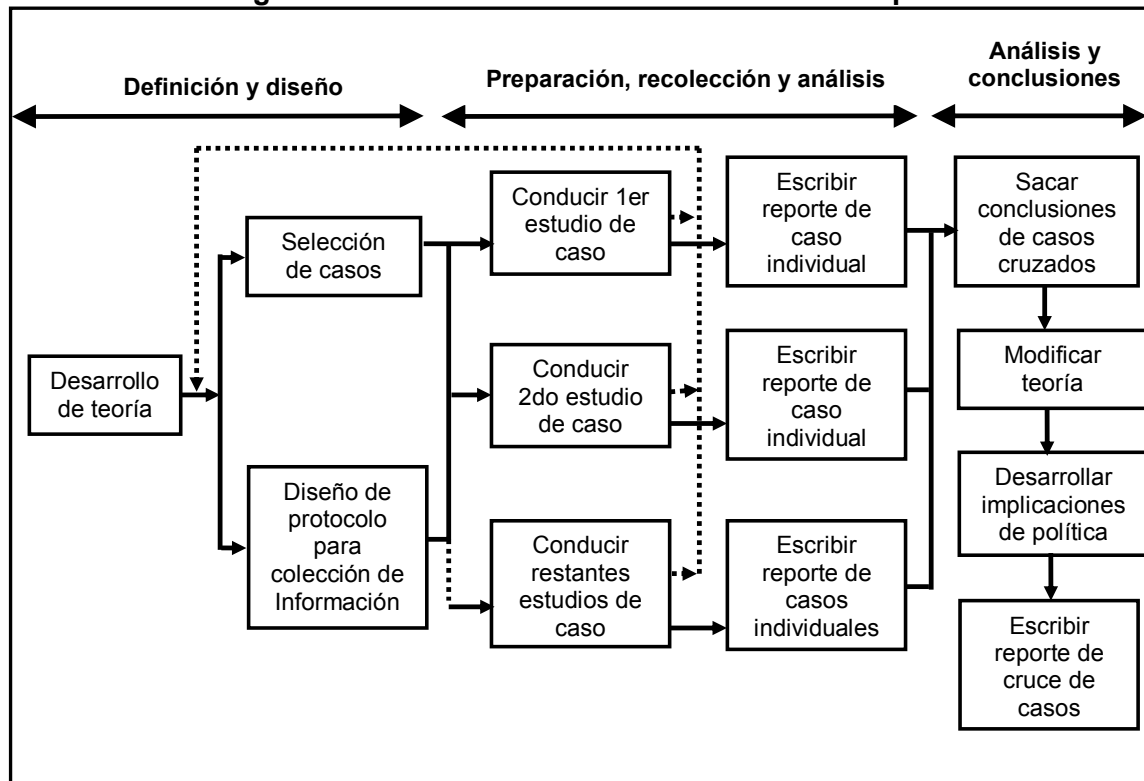 Definición y diseño
Preparación, recolección y análisis
Análisis y
conclusiones
Desarrollo
de teoría
Selección
de casos
Diseño de
protocolo
para
colección de
Información
Conducir 1er
estudio de
caso
Conducir
2do estudio
de caso
Conducir
restantes
estudios de
caso
Escribir
reporte de
caso
individual
Escribir
reporte de
caso
individual
Escribir
reporte de
casos
individuales
Sacar
conclusiones
de casos
cruzados
Modificar
teoría
Desarrollar
implicaciones
de política
Escribir
reporte de
cruce de
casos